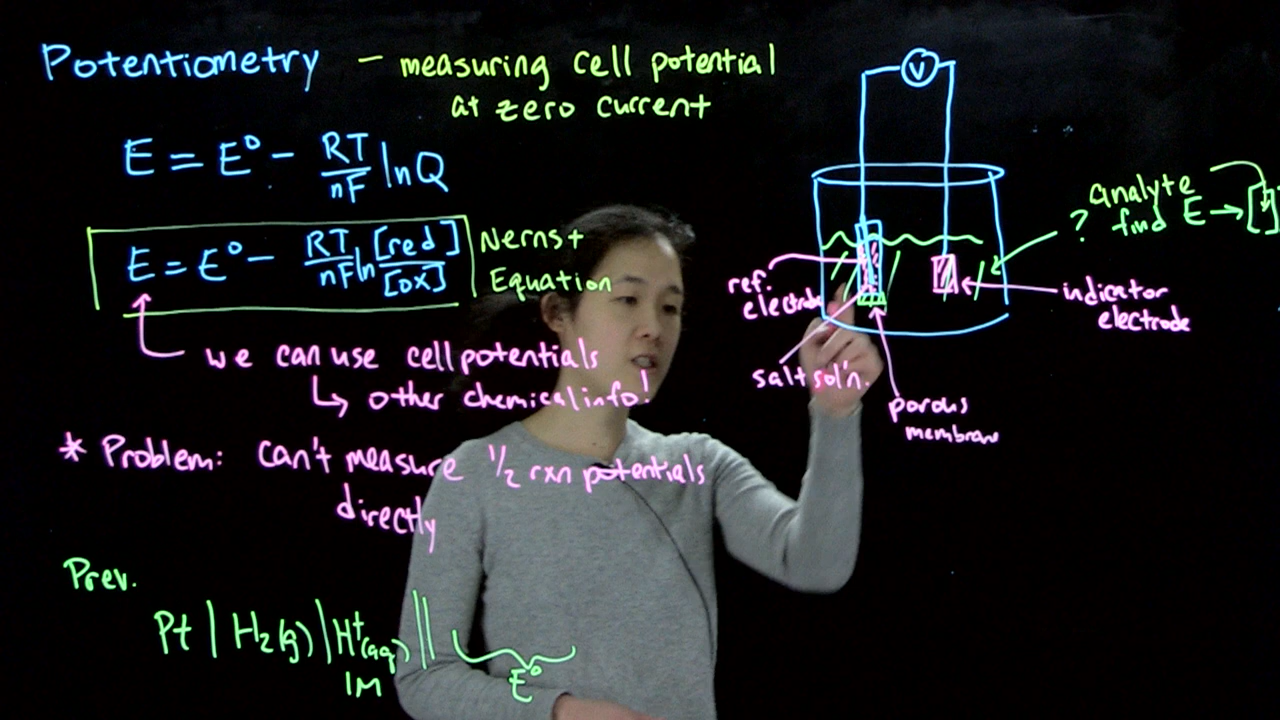 Potentiometry - measuring cell potential
at zero current
E = E° - RT/nF ln Q
E = E° - RT/nF ln [red]/[ox]
Nernst
Equation
we can use cell potentials
↳ other chemical info!
* Problem: can't measure 1/2 rxn potentials
directly
Prev.
Pt | H2(g) | H+(aq) ||
1M
E°
V
analyte
? find E → [ ]
ref.
electrode
indicator
electrode
salt sol'n.
porous
membrane